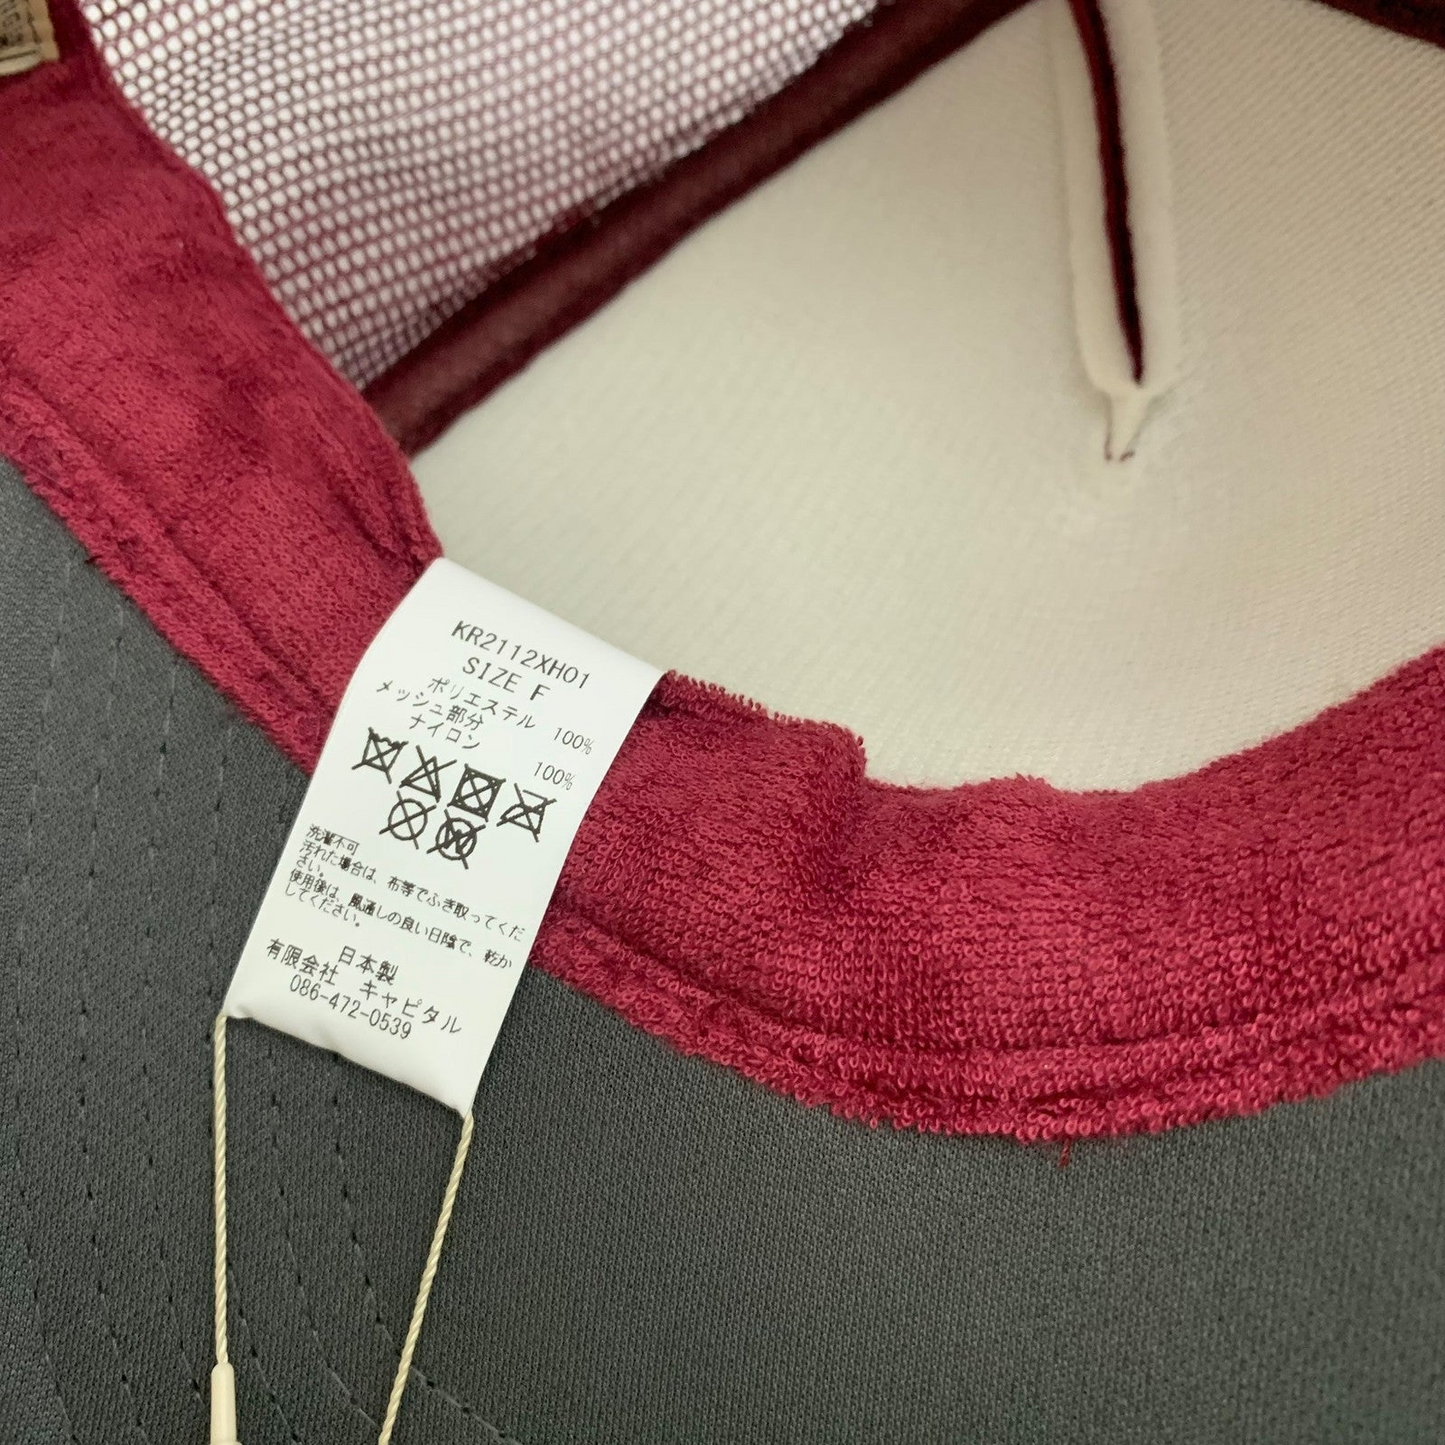 KR2112XH01
SIZE F
ポリエステル 100%
メッシュ部分
ナイロン 100%
洗濯不可
汚れた場合は、布等でふき取ってくだ
さい。
使用後は、風通しの良い日陰で、乾か
してください。
日本製
有限会社 キャピタル
086-472-0539